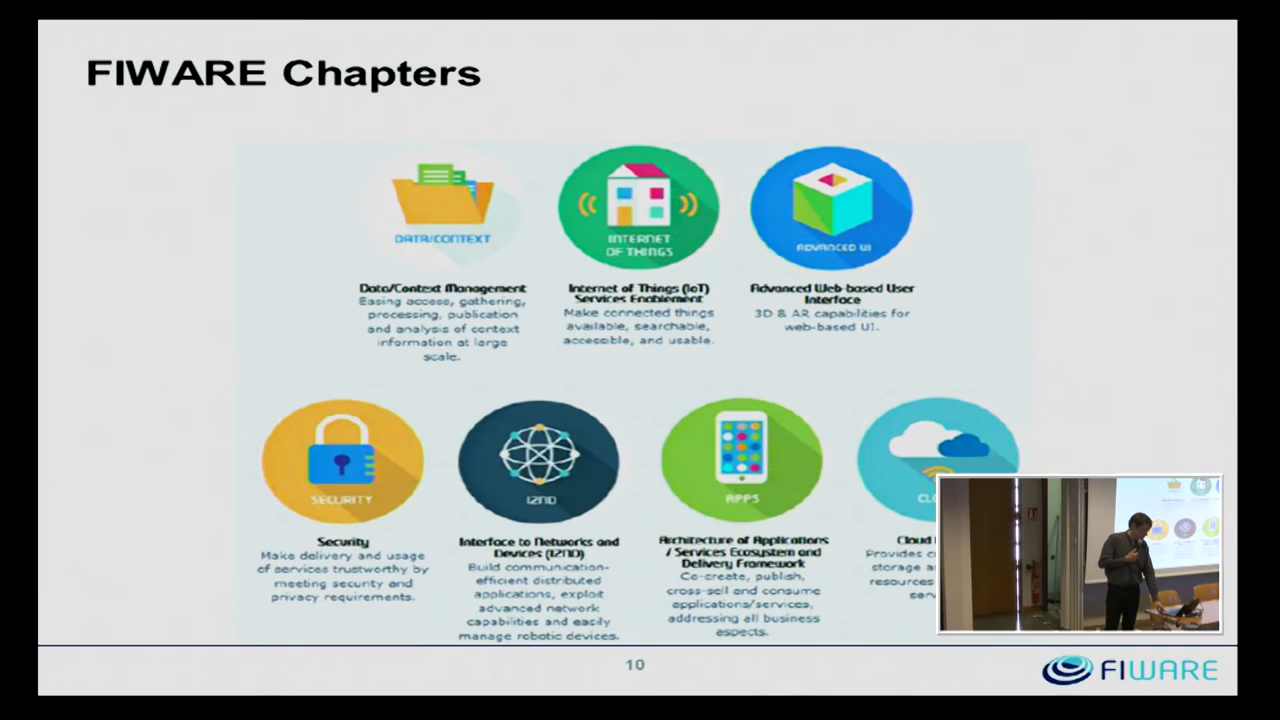 FIWARE Chapters
DATA/CONTEXT
INTERNET
OF THINGS
ADVANCED UI
Data/Context Management
Easing access, gathering,
processing, publication
and analysis of context
information at large
scale.
Internet of Things (IoT)
Services Enablement
Make connected things
available, searchable,
accessible, and usable.
Advanced Web-based User
Interface
3D & AR capabilities for
web-based UI.
SECURITY
I2ND
APPS
CLO
Security
Make delivery and usage
of services trustworthy by
meeting security and
privacy requirements.
Interface to Networks and
Devices (I2ND)
Build communication-
efficient distributed
applications, exploit
advanced network
capabilities and easily
manage robotic devices.
Architecture of Applications
/ Services Ecosystem and
Delivery Framework
Co-create, publish,
cross-sell and consume
applications/services,
addressing all business
aspects.
Cloud
Provides
storage
resources
10
FIWARE